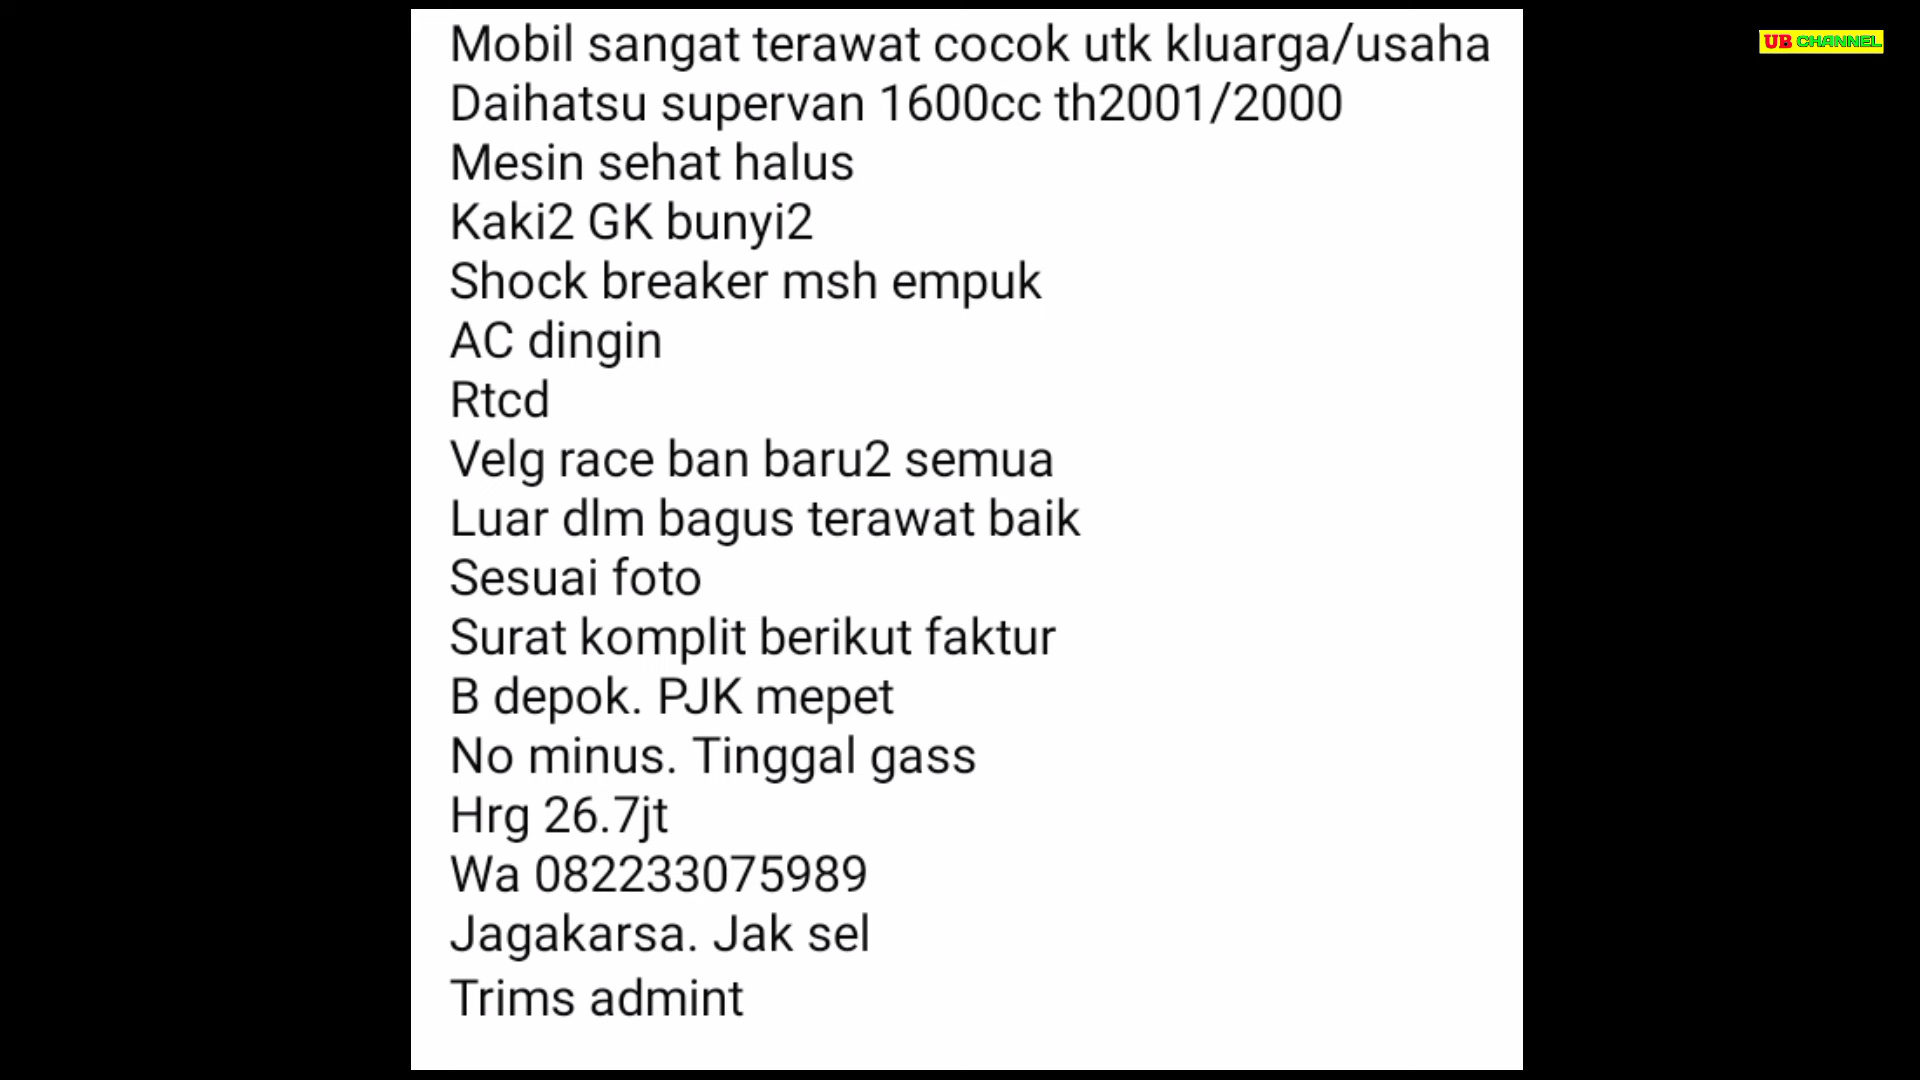 Mobil sangat terawat cocok utk kluarga/usaha
Daihatsu supervan 1600cc th2001/2000
Mesin sehat halus
Kaki2 GK bunyi2
Shock breaker msh empuk
AC dingin
Rtcd
Velg race ban baru2 semua
Luar dlm bagus terawat baik
Sesuai foto
Surat komplit berikut faktur
B depok. PJK mepet
No minus. Tinggal gass
Hrg 26.7jt
Wa 082233075989
Jagakarsa. Jak sel
Trims admint
UB CHANNEL